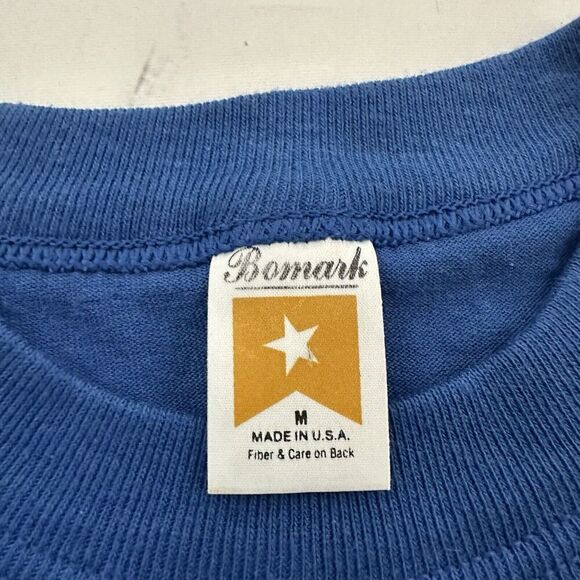 Bomark
M
MADE IN U.S.A.
Fiber & Care on Back